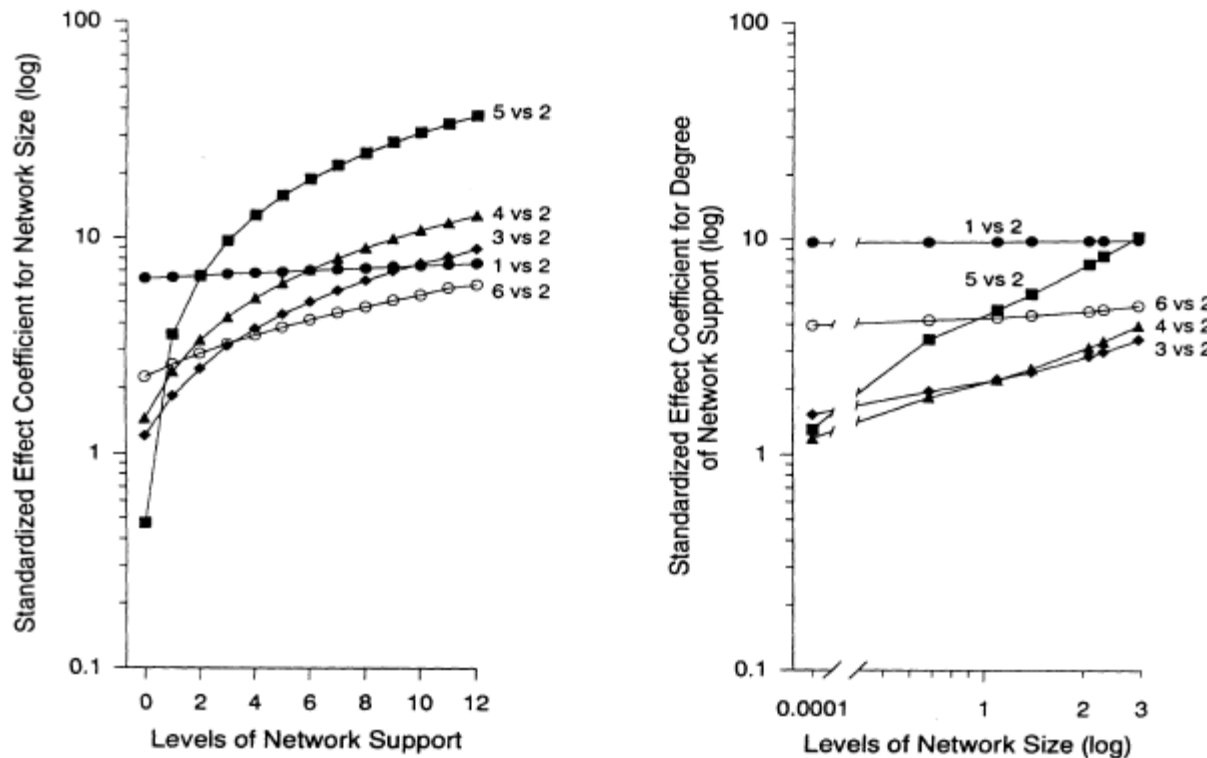 Standardized Effect Coefficient for Network Size (log)
100
10
1
0.1
5 vs 2
4 vs 2
3 vs 2
1 vs 2
6 vs 2
0 2 4 6 8 10 12
Levels of Network Support
Standardized Effect Coefficient for Degree
of Network Support (log)
100
10
1
0.1
1 vs 2
5 vs 2
6 vs 2
4 vs 2
3 vs 2
0.0001 1 2 3
Levels of Network Size (log)